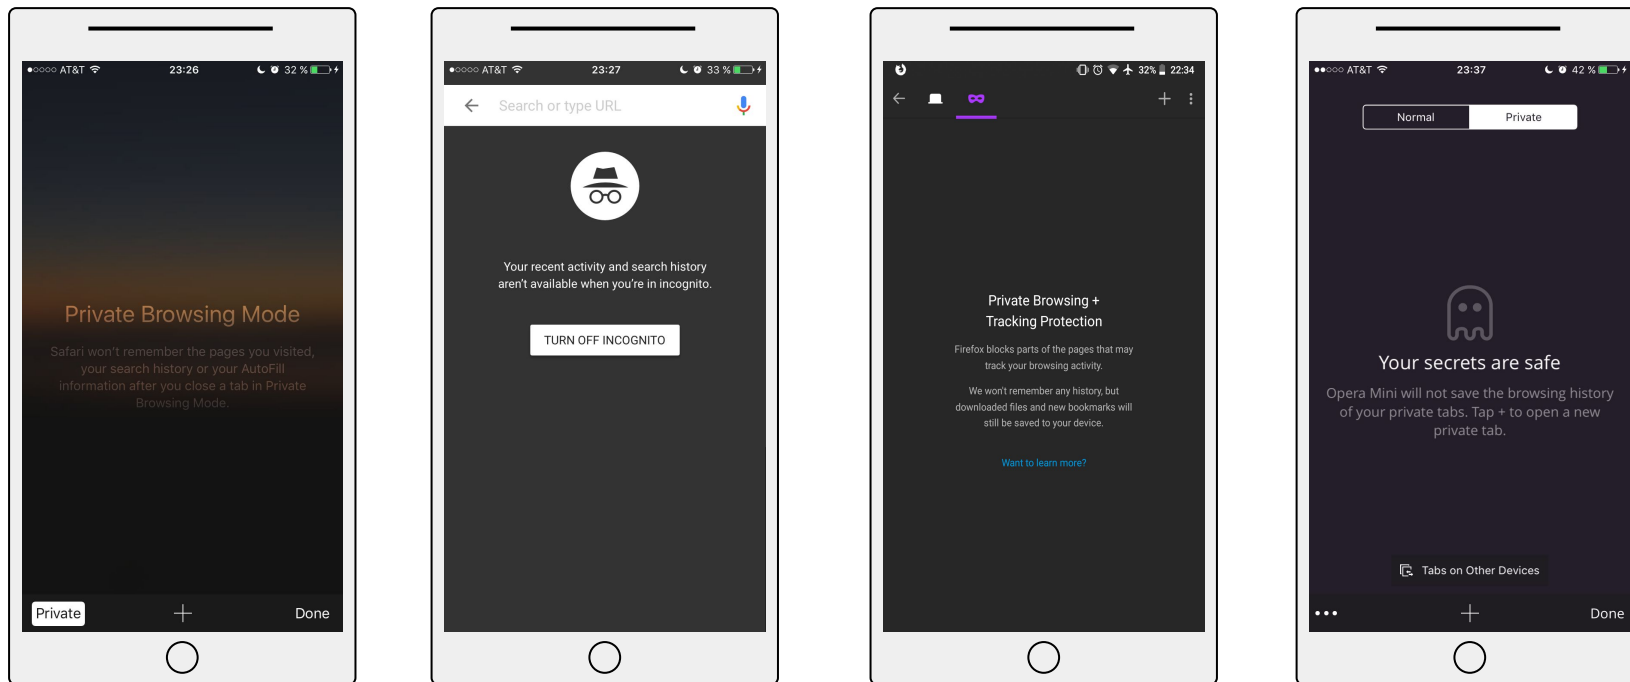 AT&T 23:26 32 %
Private Browsing Mode
Safari won't remember the pages you visited,
your search history or your AutoFill
information after you close a tab in Private
Browsing Mode.
Private Done
AT&T 23:27 33 %
Search or type URL
Your recent activity and search history
aren't available when you're in incognito.
TURN OFF INCOGNITO
32% 22:34
Private Browsing +
Tracking Protection
Firefox blocks parts of the pages that may
track your browsing activity.
We won't remember any history, but
downloaded files and new bookmarks will
still be saved to your device.
Want to learn more?
AT&T 23:37 42 %
Normal Private
Your secrets are safe
Opera Mini will not save the browsing history
of your private tabs. Tap + to open a new
private tab.
Tabs on Other Devices
Done